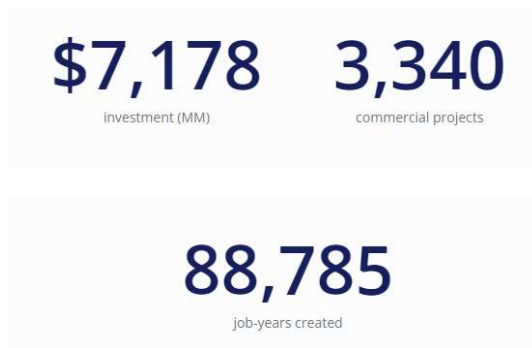 $7,178 3,340
investment (MM) commercial projects
88,785
job-years created